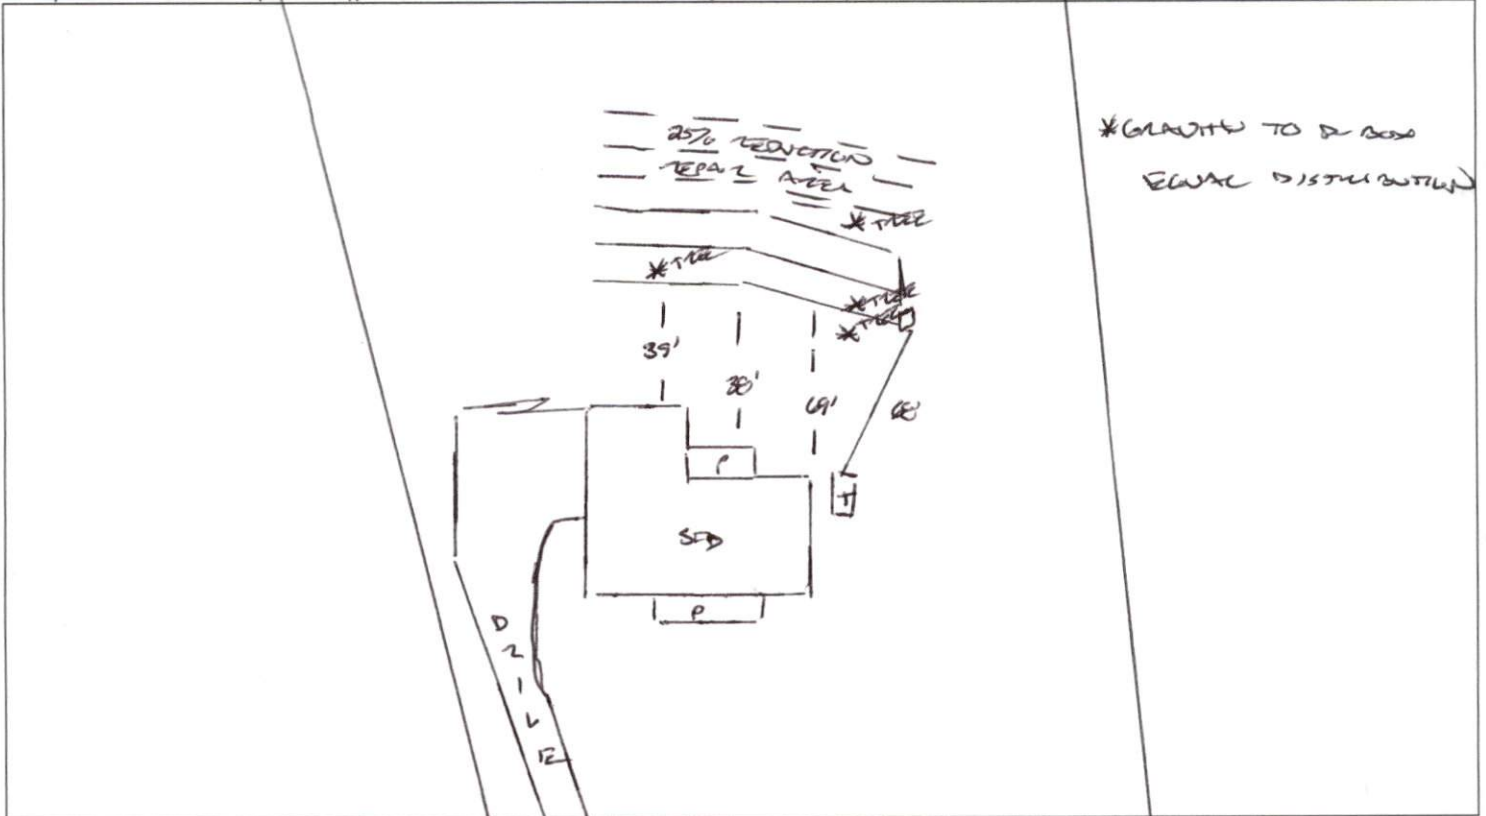 *GRAVITY TO D-BOX
EQUAL DISTRIBUTION
25% REDUCTION
REPAIR AREA
*TREE
*TREE
*TREE
*TREE
39'
38'
69'
68'
P
T
SFD
P
DRIVE